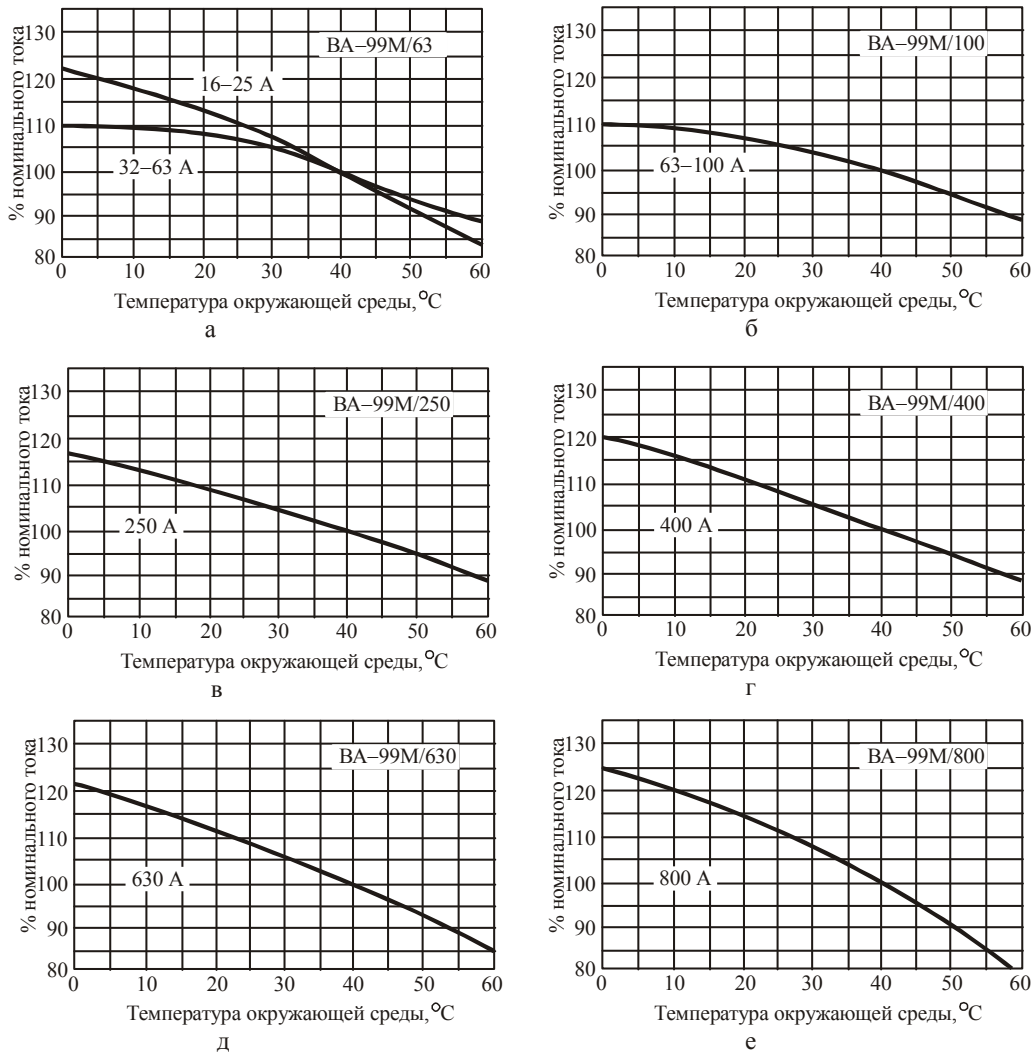 % номинального тока
130
120
110
100
90
80
ВА–99М/63
16–25 А
32–63 А
0 10 20 30 40 50 60
Температура окружающей среды,°С
а
% номинального тока
130
120
110
100
90
80
ВА–99М/100
63–100 А
0 10 20 30 40 50 60
Температура окружающей среды,°С
б
% номинального тока
130
120
110
100
90
80
ВА–99М/250
250 А
0 10 20 30 40 50 60
Температура окружающей среды,°С
в
% номинального тока
130
120
110
100
90
80
ВА–99М/400
400 А
0 10 20 30 40 50 60
Температура окружающей среды,°С
г
% номинального тока
130
120
110
100
90
80
ВА–99М/630
630 А
0 10 20 30 40 50 60
Температура окружающей среды,°С
д
% номинального тока
130
120
110
100
90
80
ВА–99М/800
800 А
0 10 20 30 40 50 60
Температура окружающей среды,°С
е